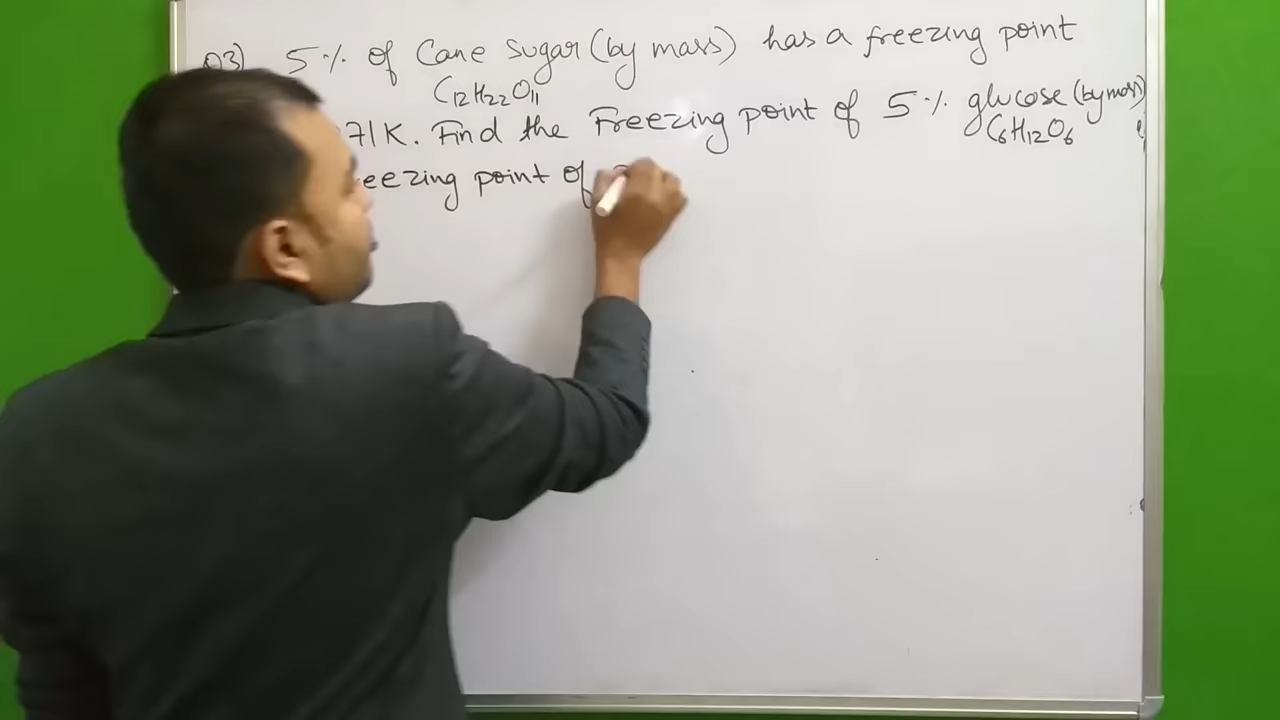 Q3) 5% of Cane sugar (by mass) has a freezing point
C12H22O11
71K. Find the Freezing point of 5% glucose (by mass)
C6H12O6
eezing point of